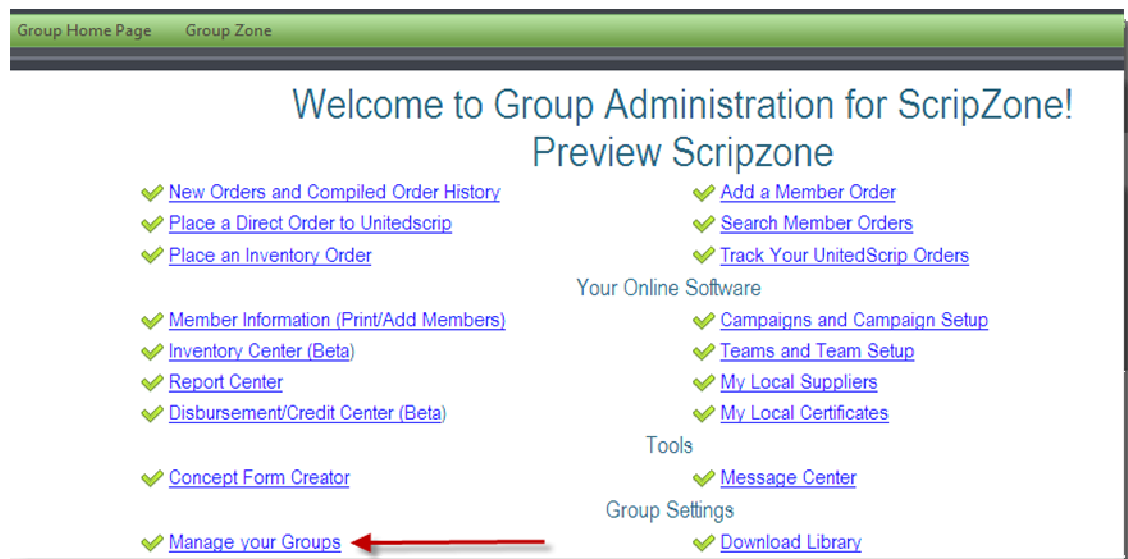 Group Home Page Group Zone
Welcome to Group Administration for ScripZone!
Preview Scripzone
New Orders and Compiled Order History Add a Member Order
Place a Direct Order to Unitedscrip Search Member Orders
Place an Inventory Order Track Your UnitedScrip Orders
Your Online Software
Member Information (Print/Add Members) Campaigns and Campaign Setup
Inventory Center (Beta) Teams and Team Setup
Report Center My Local Suppliers
Disbursement/Credit Center (Beta) My Local Certificates
Tools
Concept Form Creator Message Center
Group Settings
Manage your Groups Download Library